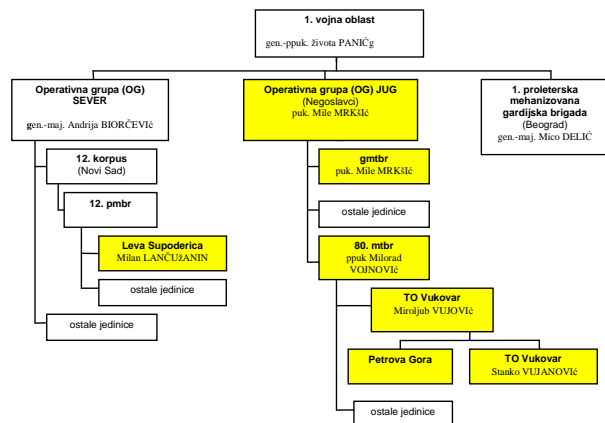 1. vojna oblast
gen.-ppuk. života PANIĆg
Operativna grupa (OG)
SEVER
gen.-maj. Andrija BIORČEVIć
12. korpus
(Novi Sad)
12. pmbr
Leva Supoderica
Milan LANČUžANIN
ostale jedinice
ostale jedinice
Operativna grupa (OG) JUG
(Negoslavci)
puk. Mile MRKšIć
gmtbr
puk. Mile MRKšIć
ostale jedinice
80. mtbr
ppuk Milorad
VOJNOVIć
TO Vukovar
Miroljub VUJOVIć
Petrova Gora
TO Vukovar
Stanko VUJANOVIć
ostale jedinice
1. proleterska
mehanizovana
gardijska brigada
(Beograd)
gen.-maj. Mico DELIĆ